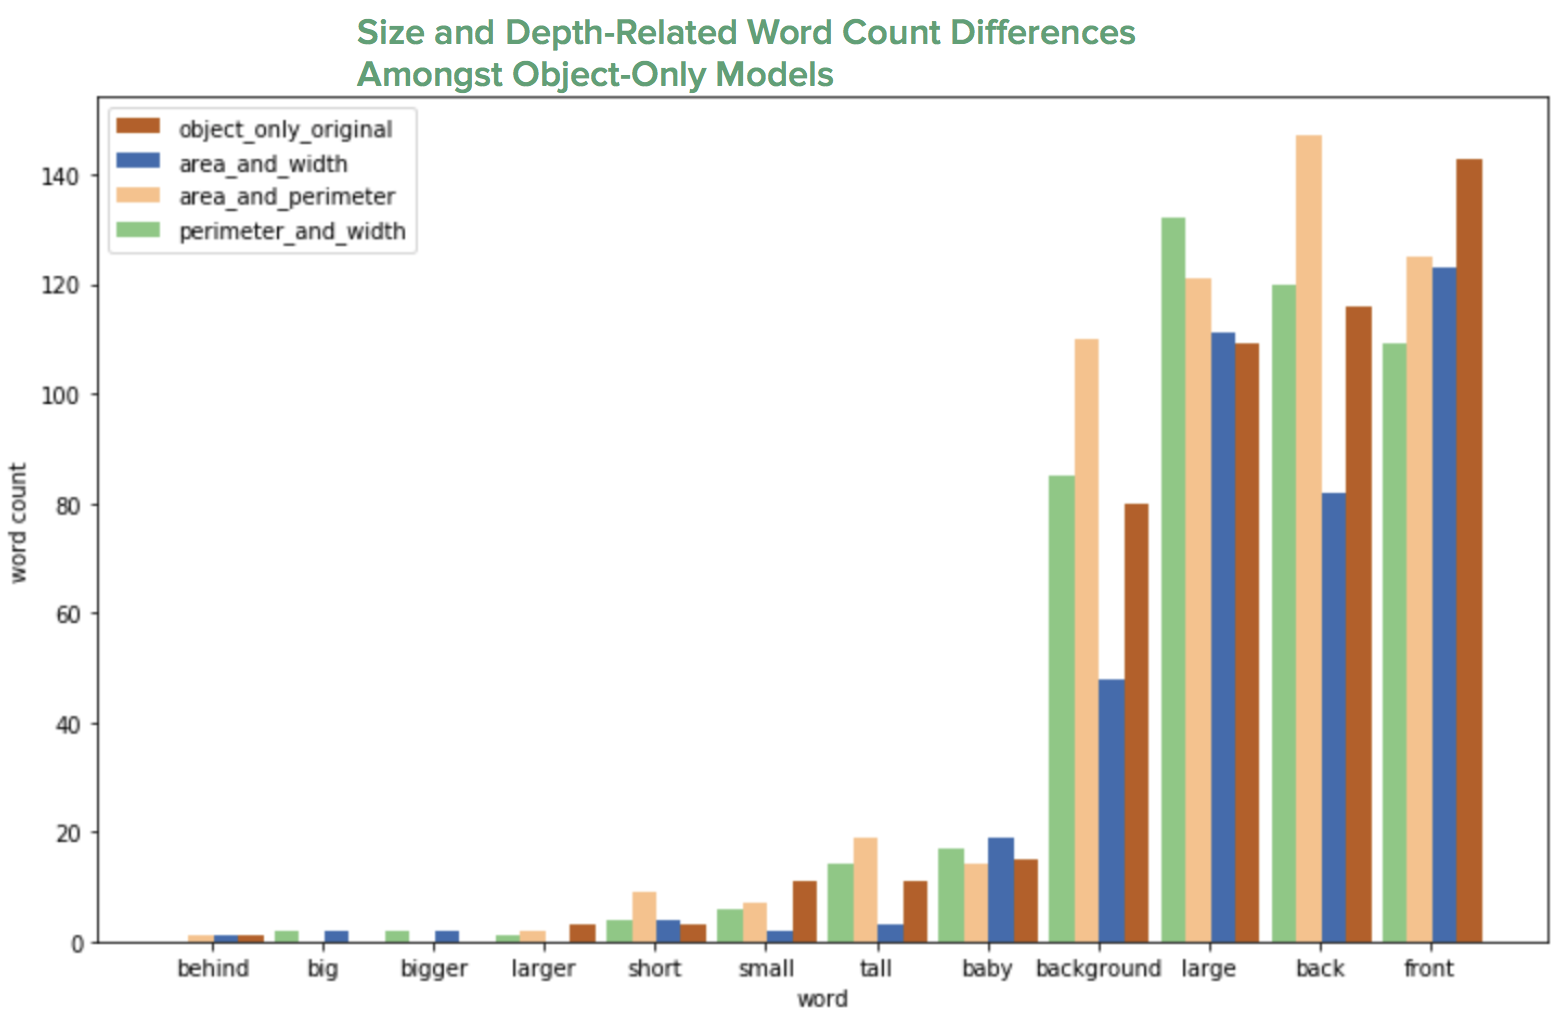 Size and Depth-Related Word Count Differences
Amongst Object-Only Models
object_only_original
area_and_width
area_and_perimeter
perimeter_and_width
140
120
100
80
60
40
20
0
word count
behind big bigger larger short small tall baby background large back front
word